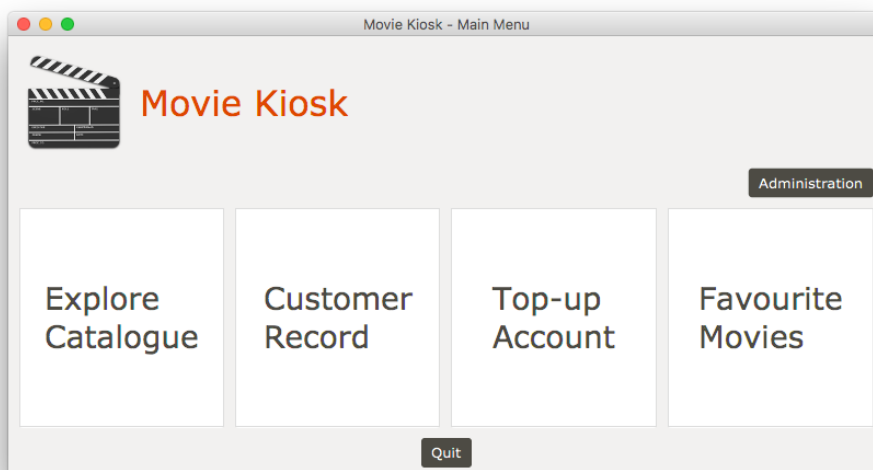 Movie Kiosk - Main Menu
Movie Kiosk
Administration
Explore
Catalogue
Customer
Record
Top-up
Account
Favourite
Movies
Quit